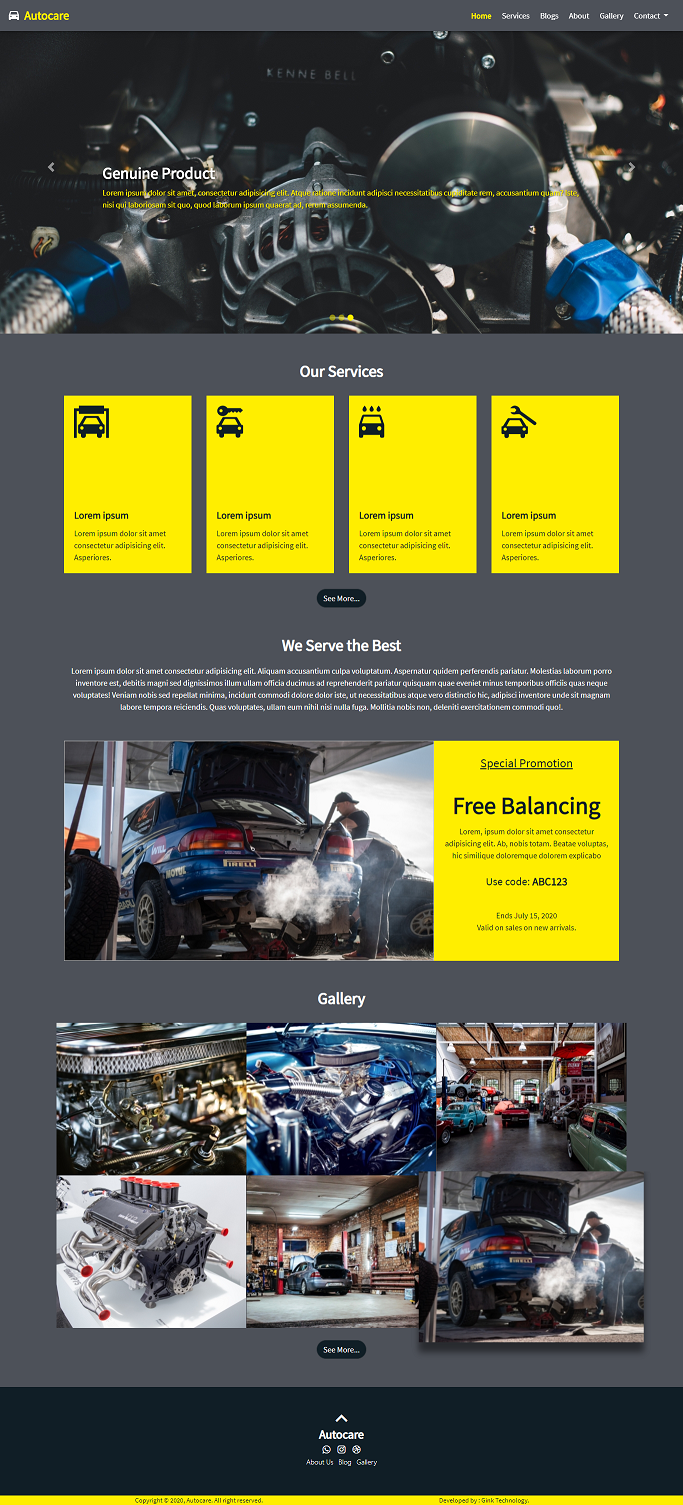 Autocare
Home Services Blogs About Gallery Contact
KENNE BELL
Genuine Product
Lorem ipsum dolor sit amet, consectetur adipisicing elit. Atque ratione incidunt adipisci necessitatibus cupiditate rem, accusantium quam? Iste,
nisi qui laboriosam sit quo, quod laborum ipsum quaerat ad, rerum assumenda.
Our Services
Lorem ipsum
Lorem ipsum dolor sit amet
consectetur adipisicing elit.
Asperiores.
Lorem ipsum
Lorem ipsum dolor sit amet
consectetur adipisicing elit.
Asperiores.
Lorem ipsum
Lorem ipsum dolor sit amet
consectetur adipisicing elit.
Asperiores.
Lorem ipsum
Lorem ipsum dolor sit amet
consectetur adipisicing elit.
Asperiores.
See More...
We Serve the Best
Lorem ipsum dolor sit amet consectetur adipisicing elit. Aliquam accusantium culpa voluptatum. Aspernatur quidem perferendis pariatur. Molestias laborum porro
inventore est, debitis magni sed dignissimos illum ullam officia ducimus ad reprehenderit pariatur quisquam quae eveniet minus temporibus officiis quas neque
voluptates! Veniam nobis sed repellat minima, incidunt commodi dolore dolor iste, ut necessitatibus atque vero distinctio hic, adipisci inventore unde sit magnam
labore tempora reiciendis. Quas voluptates, ullam eum nihil nisi nulla fuga. Mollitia nobis non, deleniti exercitationem commodi quo!.
WILL
PIRELLI
MOTUL
SUBARU
Special Promotion
Free Balancing
Lorem, ipsum dolor sit amet consectetur
adipisicing elit. Ab, nobis totam. Beatae voluptas,
hic similique doloremque dolorem explicabo
Use code: ABC123
Ends July 15, 2020
Valid on sales on new arrivals.
Gallery
See More...
Autocare
About Us Blog Gallery
Copyright © 2020, Autocare. All right reserved.
Developed by : Gink Technology.